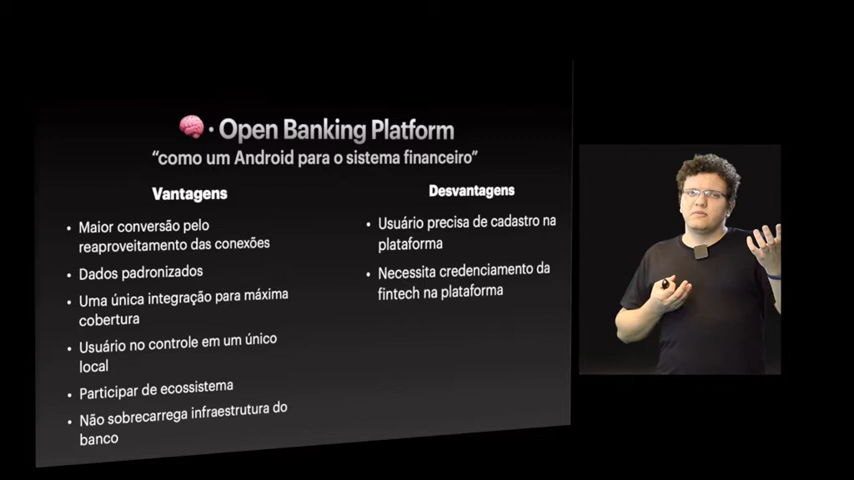 · Open Banking Platform
“como um Android para o sistema financeiro”
Vantagens
• Maior conversão pelo
reaproveitamento das conexões
• Dados padronizados
• Uma única integração para máxima
cobertura
• Usuário no controle em um único
local
• Participar de ecossistema
• Não sobrecarrega infraestrutura do
banco
Desvantagens
• Usuário precisa de cadastro na
plataforma
• Necessita credenciamento da
fintech na plataforma